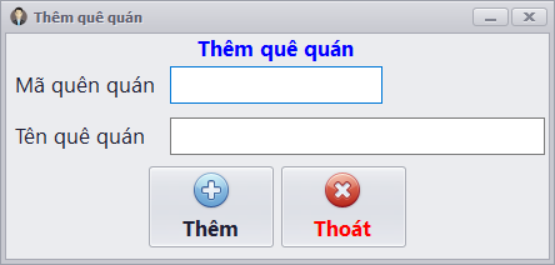 Thêm quê quán
Thêm quê quán
Mã quên quán
Tên quê quán
Thêm
Thoát